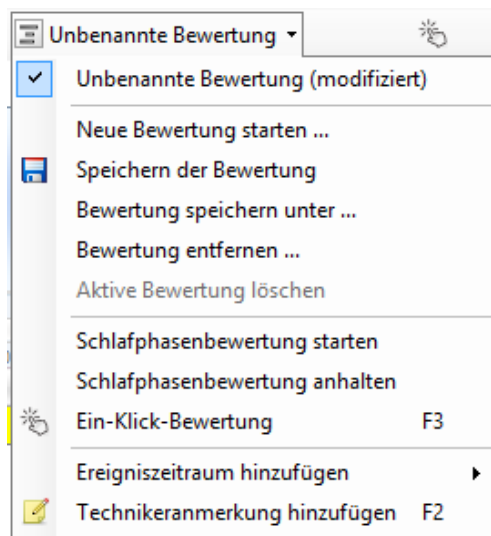 Unbenannte Bewertung
Unbenannte Bewertung (modifiziert)
Neue Bewertung starten ...
Speichern der Bewertung
Bewertung speichern unter ...
Bewertung entfernen ...
Aktive Bewertung löschen
Schlafphasenbewertung starten
Schlafphasenbewertung anhalten
Ein-Klick-Bewertung F3
Ereigniszeitraum hinzufügen
Technikeranmerkung hinzufügen F2